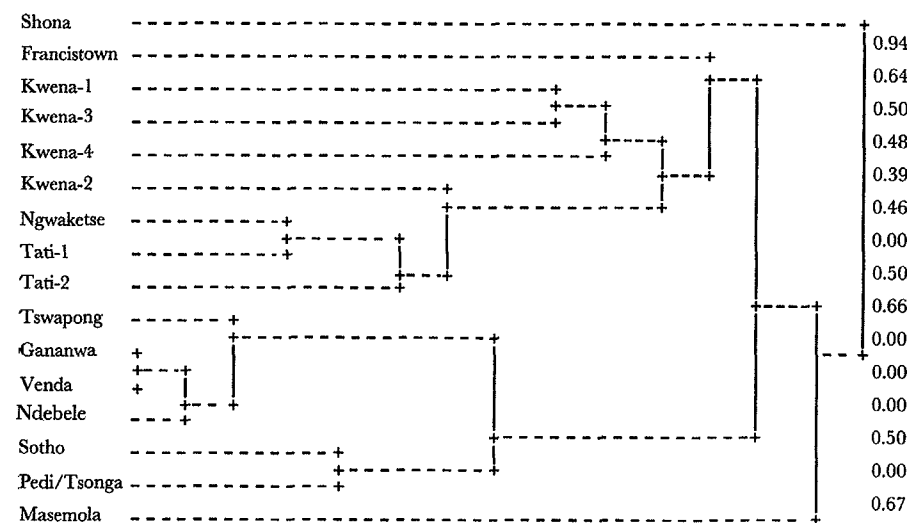 Shona
0.94
Francistown
0.64
Kwena-1
0.50
Kwena-3
0.48
Kwena-4
0.39
Kwena-2
0.46
Ngwaketse
0.00
Tati-1
0.50
Tati-2
0.66
Tswapong
0.00
Gananwa
0.00
Venda
0.00
Ndebele
0.50
Sotho
0.00
Pedi/Tsonga
0.67
Masemola